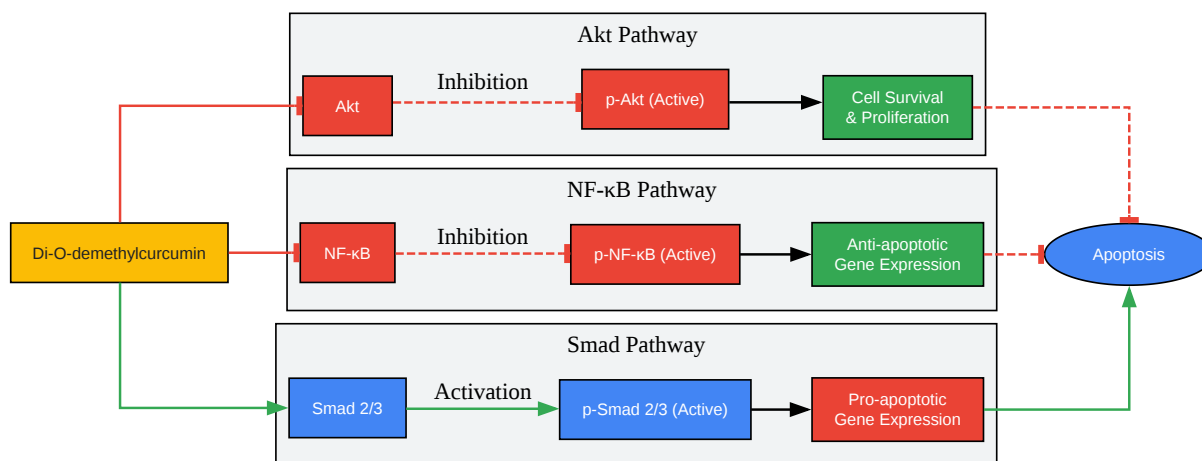 Akt Pathway
Akt
Inhibition
p-Akt (Active)
Cell Survival
& Proliferation
NF-κB Pathway
Di-O-demethylcurcumin
NF-κB
Inhibition
p-NF-κB (Active)
Anti-apoptotic
Gene Expression
Apoptosis
Smad Pathway
Smad 2/3
Activation
p-Smad 2/3 (Active)
Pro-apoptotic
Gene Expression